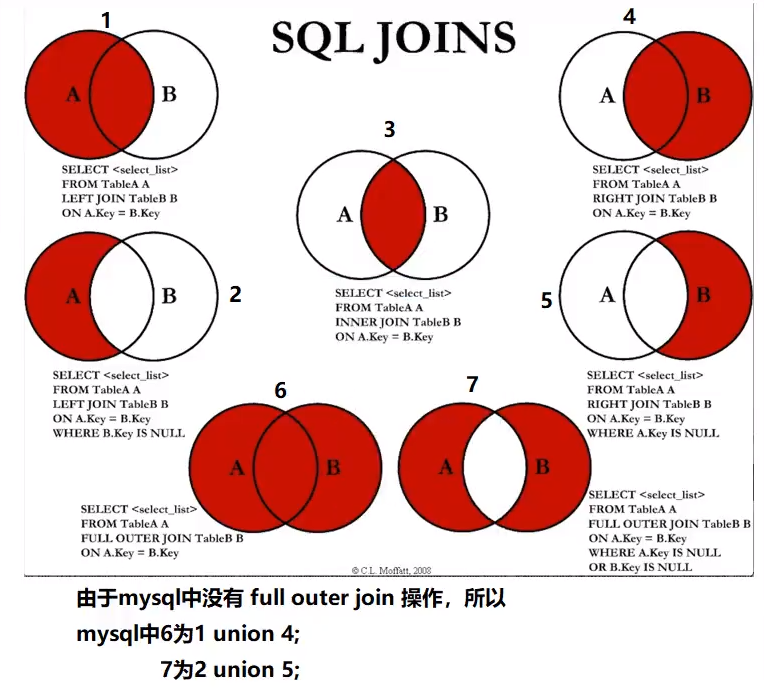 SQL JOINS
1
A B
SELECT <select_list>
FROM TableA A
LEFT JOIN TableB B
ON A.Key = B.Key
4
A B
SELECT <select_list>
FROM TableA A
RIGHT JOIN TableB B
ON A.Key = B.Key
3
A B
SELECT <select_list>
FROM TableA A
INNER JOIN TableB B
ON A.Key = B.Key
2
A B
SELECT <select_list>
FROM TableA A
LEFT JOIN TableB B
ON A.Key = B.Key
WHERE B.Key IS NULL
5
A B
SELECT <select_list>
FROM TableA A
RIGHT JOIN TableB B
ON A.Key = B.Key
WHERE A.Key IS NULL
6
A B
SELECT <select_list>
FROM TableA A
FULL OUTER JOIN TableB B
ON A.Key = B.Key
7
A B
SELECT <select_list>
FROM TableA A
FULL OUTER JOIN TableB B
ON A.Key = B.Key
WHERE A.Key IS NULL
OR B.Key IS NULL
© C.L. Moffatt, 2008
由于mysql中没有 full outer join 操作，所以
mysql中6为1 union 4;
7为2 union 5;